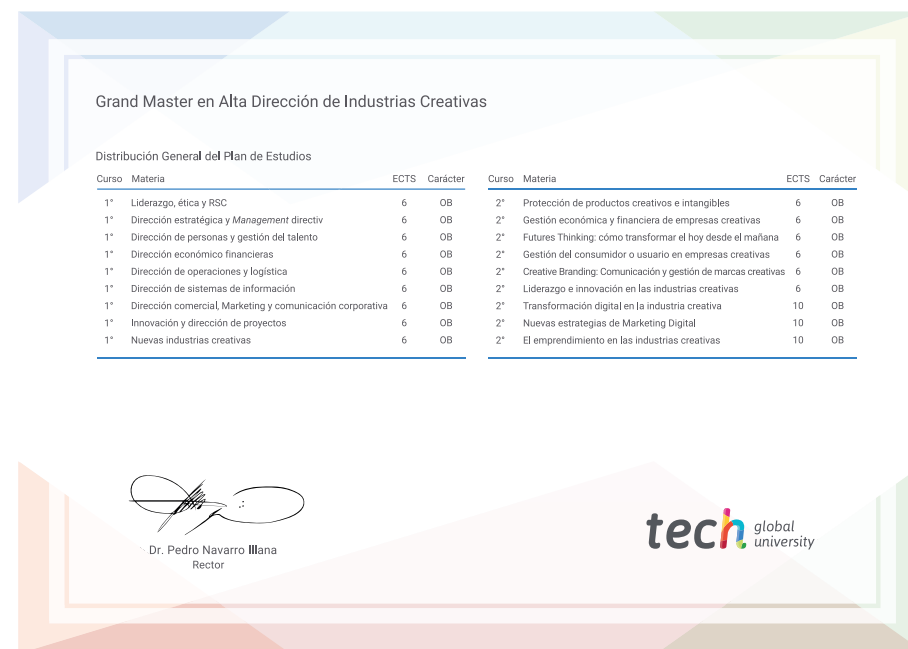 Grand Master en Alta Dirección de Industrias Creativas
Distribución General del Plan de Estudios
Curso Materia ECTS Carácter
1° Liderazgo, ética y RSC 6 OB
1° Dirección estratégica y Management directiv 6 OB
1° Dirección de personas y gestión del talento 6 OB
1° Dirección económico financieras 6 OB
1° Dirección de operaciones y logística 6 OB
1° Dirección de sistemas de información 6 OB
1° Dirección comercial, Marketing y comunicación corporativa 6 OB
1° Innovación y dirección de proyectos 6 OB
1° Nuevas industrias creativas 6 OB
Curso Materia ECTS Carácter
2° Protección de productos creativos e intangibles 6 OB
2° Gestión económica y financiera de empresas creativas 6 OB
2° Futures Thinking: cómo transformar el hoy desde el mañana 6 OB
2° Gestión del consumidor o usuario en empresas creativas 6 OB
2° Creative Branding: Comunicación y gestión de marcas creativas 6 OB
2° Liderazgo e innovación en las industrias creativas 6 OB
2° Transformación digital en la industria creativa 10 OB
2° Nuevas estrategias de Marketing Digital 10 OB
2° El emprendimiento en las industrias creativas 10 OB
Dr. Pedro Navarro Illana
Rector
tech global
university